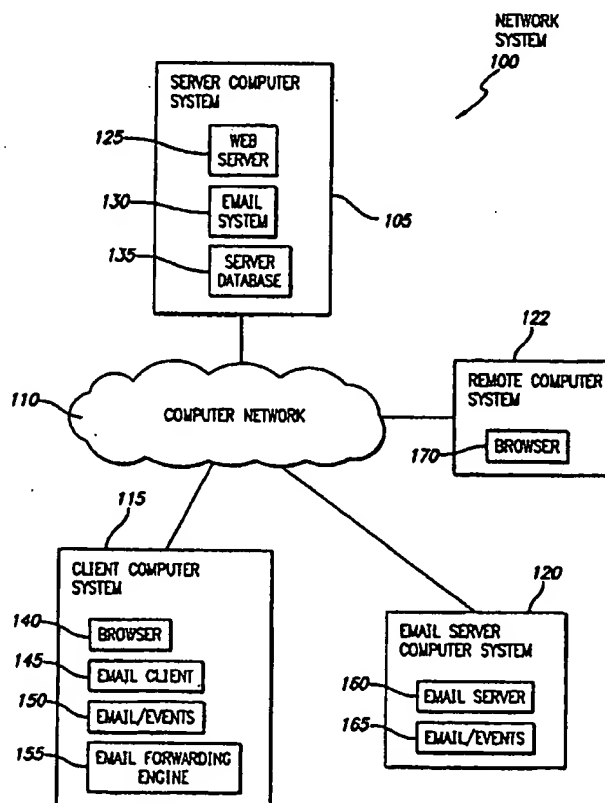 NETWORK
SYSTEM
100
SERVER COMPUTER
SYSTEM
125
WEB
SERVER
130
EMAIL
SYSTEM
105
135
SERVER
DATABASE
122
110
COMPUTER NETWORK
REMOTE COMPUTER
SYSTEM
170
BROWSER
115
CLIENT COMPUTER
SYSTEM
120
140
BROWSER
EMAIL SERVER
COMPUTER SYSTEM
145
EMAIL CLIENT
160
EMAIL SERVER
150
EMAIL/EVENTS
165
EMAIL/EVENTS
155
EMAIL FORWARDING
ENGINE